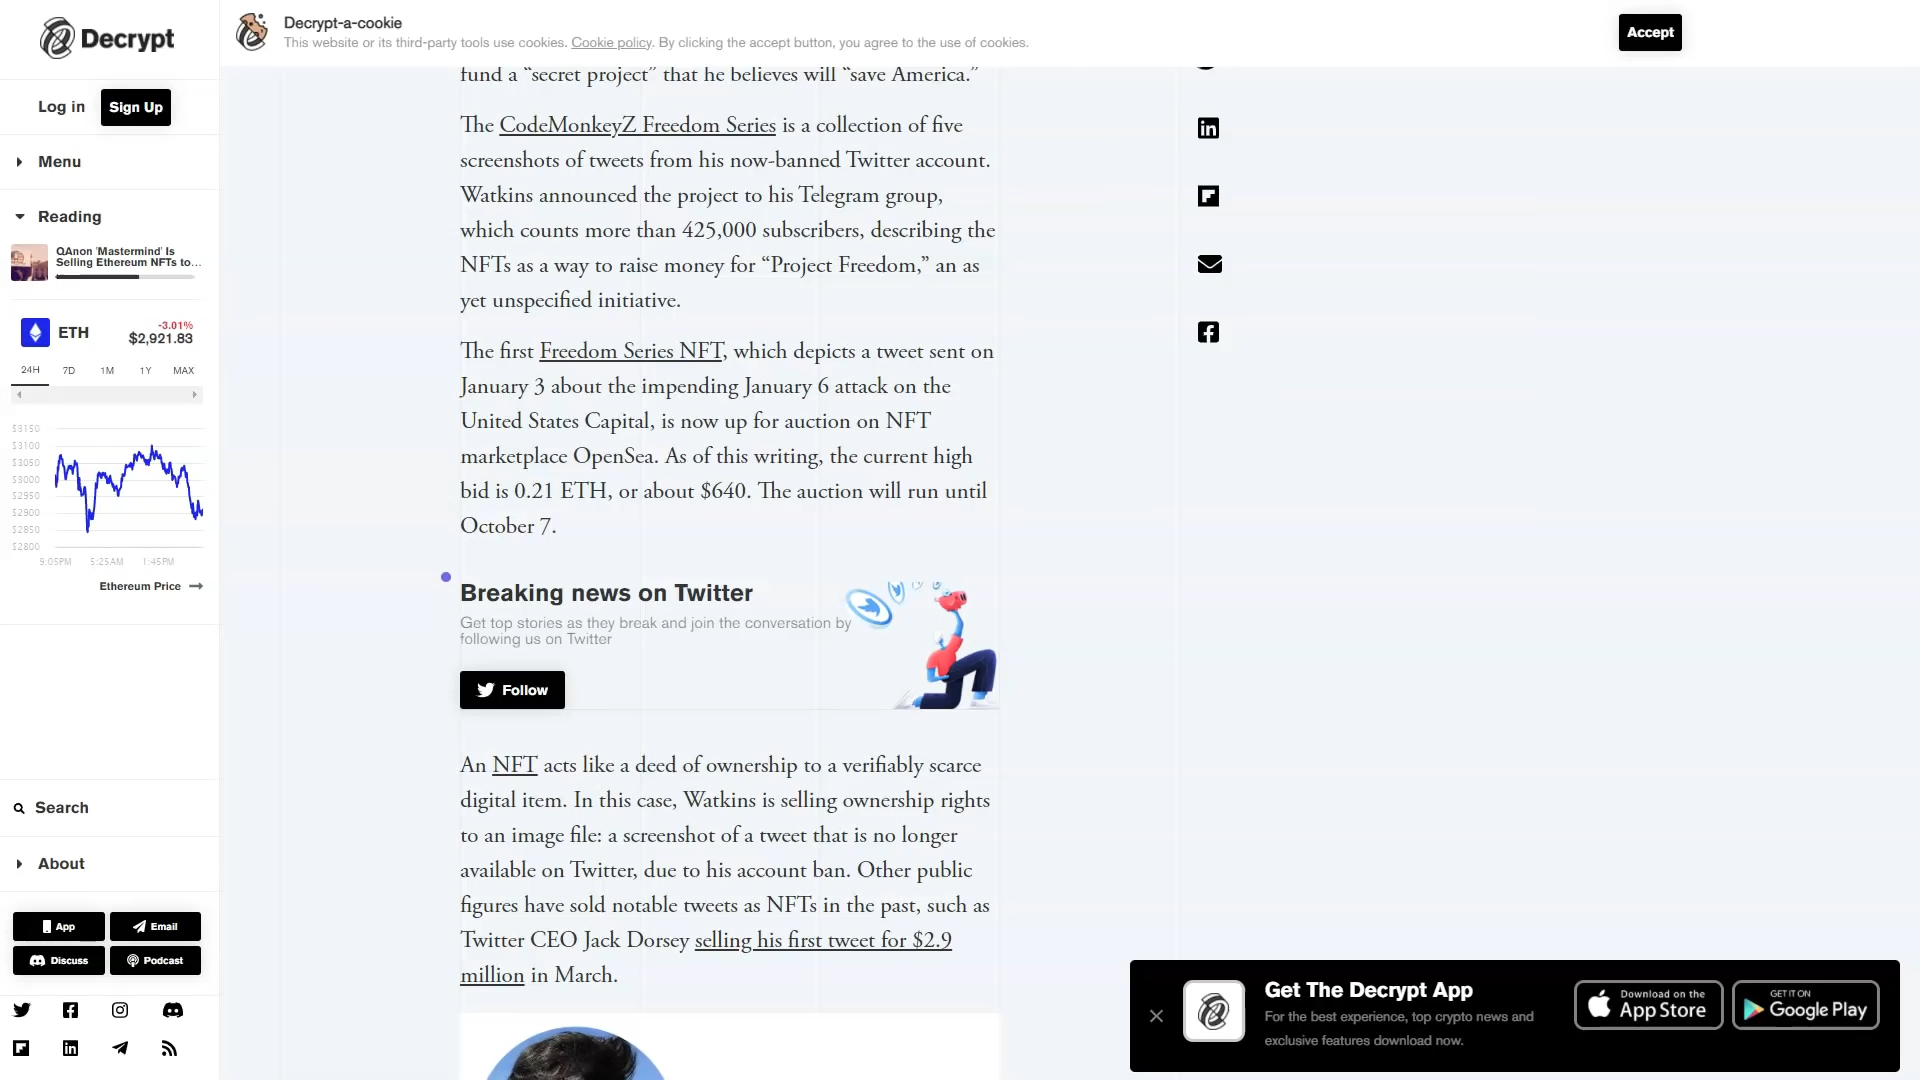 Decrypt
Decrypt-a-cookie
This website or its third-party tools use cookies. Cookie policy. By clicking the accept button, you agree to the use of cookies.
Accept
Log in
Sign Up
Menu
Reading
QAnon 'Mastermind' Is
Selling Ethereum NFTs to...
ETH
-3.01%
$2,921.83
24H 7D 1M 1Y MAX
$3150
$3100
$3050
$3000
$2950
$2900
$2850
$2800
9:05PM 5:25AM 1:45PM
Ethereum Price
Search
About
App
Email
Discuss
Podcast
fund a “secret project” that he believes will “save America.”
The CodeMonkeyZ Freedom Series is a collection of five
screenshots of tweets from his now-banned Twitter account.
Watkins announced the project to his Telegram group,
which counts more than 425,000 subscribers, describing the
NFTs as a way to raise money for “Project Freedom,” an as
yet unspecified initiative.
The first Freedom Series NFT, which depicts a tweet sent on
January 3 about the impending January 6 attack on the
United States Capital, is now up for auction on NFT
marketplace OpenSea. As of this writing, the current high
bid is 0.21 ETH, or about $640. The auction will run until
October 7.
Breaking news on Twitter
Get top stories as they break and join the conversation by
following us on Twitter
Follow
An NFT acts like a deed of ownership to a verifiably scarce
digital item. In this case, Watkins is selling ownership rights
to an image file: a screenshot of a tweet that is no longer
available on Twitter, due to his account ban. Other public
figures have sold notable tweets as NFTs in the past, such as
Twitter CEO Jack Dorsey selling his first tweet for $2.9
million in March.
Get The Decrypt App
For the best experience, top crypto news and
exclusive features download now.
Download on the
App Store
GET IT ON
Google Play